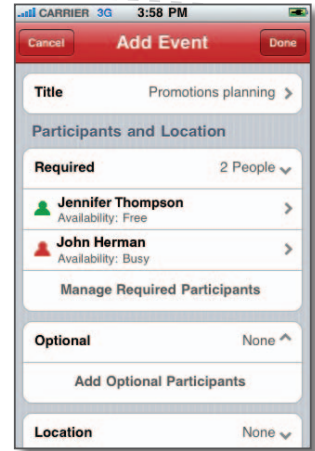 CARRIER 3G 3:58 PM
Cancel Add Event Done
Title Promotions planning
Participants and Location
Required 2 People
Jennifer Thompson
Availability: Free
John Herman
Availability: Busy
Manage Required Participants
Optional None
Add Optional Participants
Location None